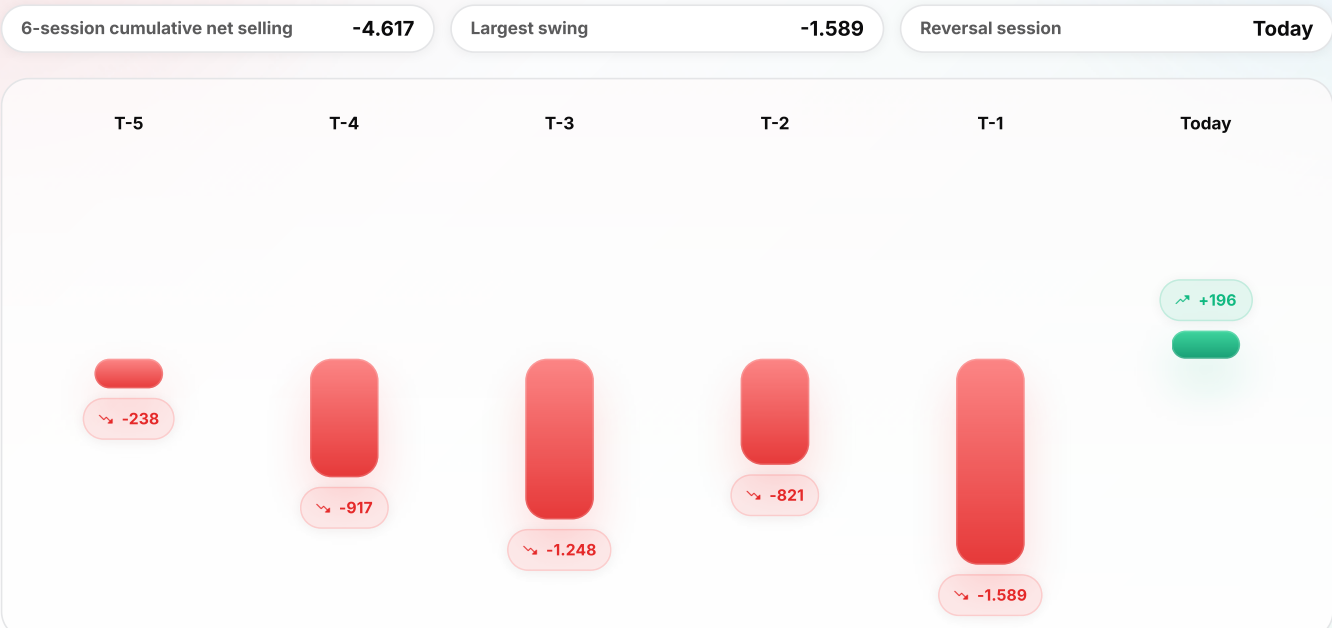 6-session cumulative net selling -4.617
Largest swing -1.589
Reversal session Today
T-5 T-4 T-3 T-2 T-1 Today
+196
-238
-917
-821
-1.248
-1.589